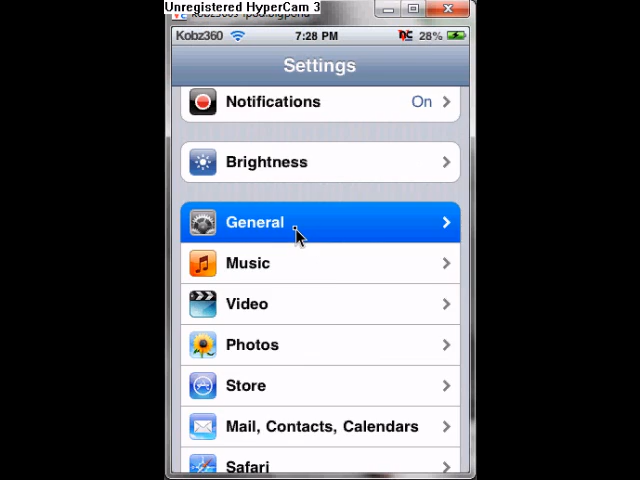 Unregistered HyperCam 3
Kobz360 7:28 PM 28%
Settings
Notifications On
Brightness
General
Music
Video
Photos
Store
Mail, Contacts, Calendars
Safari